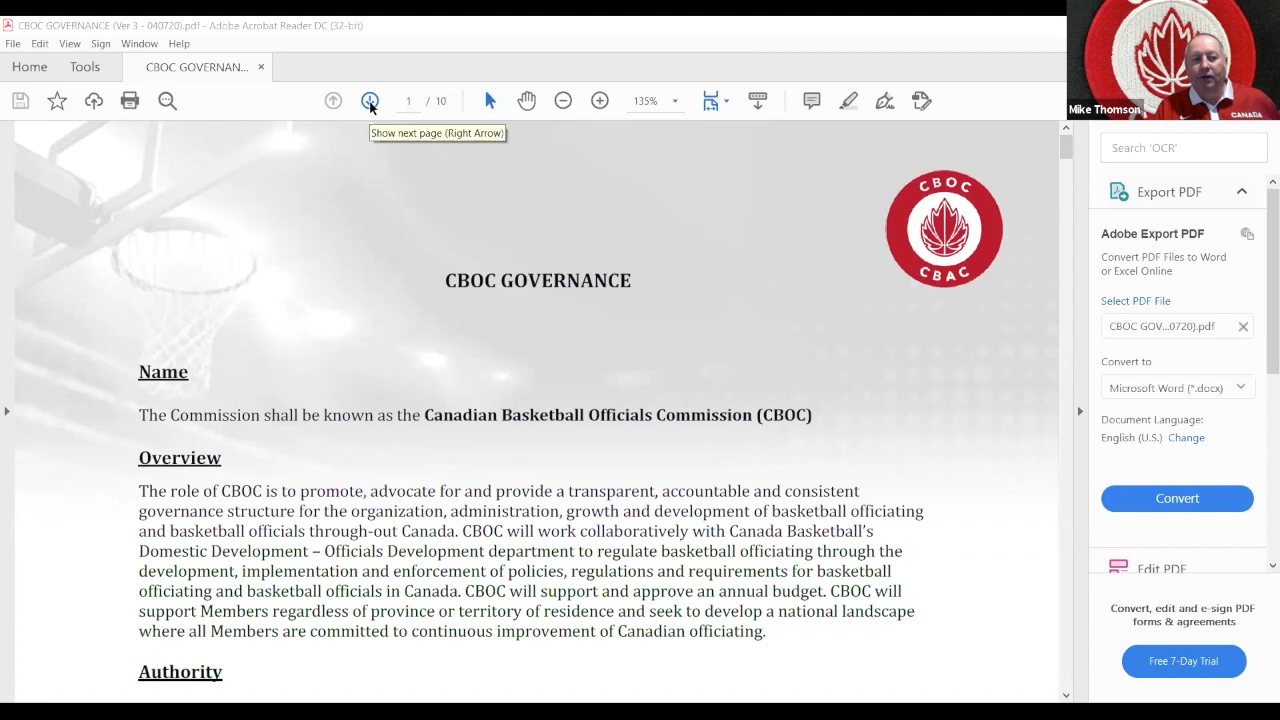 CBOC GOVERNANCE (Ver 3 - 040720).pdf - Adobe Acrobat Reader DC (32-bit)
File Edit View Sign Window Help
Home Tools CBOC GOVERNAN... ×
1 / 10 135%
Mike Thomson
CANADA
Show next page (Right Arrow)
Search 'OCR'
Export PDF
Adobe Export PDF
Convert PDF Files to Word
or Excel Online
Select PDF File
CBOC GOV...0720).pdf
Convert to
Microsoft Word (*.docx)
Document Language:
English (U.S.) Change
Convert
Edit PDF
Convert, edit and e-sign PDF
forms & agreements
Free 7-Day Trial
CBOC
CBAC
CBOC GOVERNANCE
Name
The Commission shall be known as the Canadian Basketball Officials Commission (CBOC)
Overview
The role of CBOC is to promote, advocate for and provide a transparent, accountable and consistent
governance structure for the organization, administration, growth and development of basketball officiating
and basketball officials through-out Canada. CBOC will work collaboratively with Canada Basketball's
Domestic Development – Officials Development department to regulate basketball officiating through the
development, implementation and enforcement of policies, regulations and requirements for basketball
officiating and basketball officials in Canada. CBOC will support and approve an annual budget. CBOC will
support Members regardless of province or territory of residence and seek to develop a national landscape
where all Members are committed to continuous improvement of Canadian officiating.
Authority